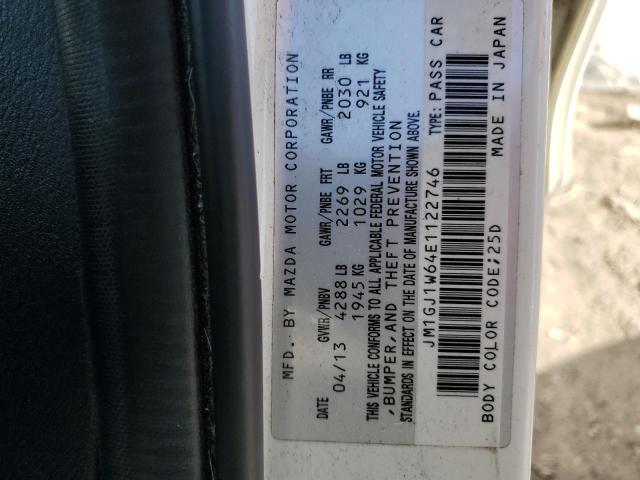 MFD. BY MAZDA MOTOR CORPORATION
DATE GVWR/PNBV GAWR/PNBE FRT GAWR/PNBE RR
04/13 4288 LB 2269 LB 2030 LB
1945 KG 1029 KG 921 KG
THIS VEHICLE CONFORMS TO ALL APPLICABLE FEDERAL MOTOR VEHICLE SAFETY
,BUMPER,AND THEFT PREVENTION
STANDARDS IN EFFECT ON THE DATE OF MANUFACTURE SHOWN ABOVE.
JM1GJ1W64E1122746 TYPE: PASS CAR
BODY COLOR CODE;25D MADE IN JAPAN